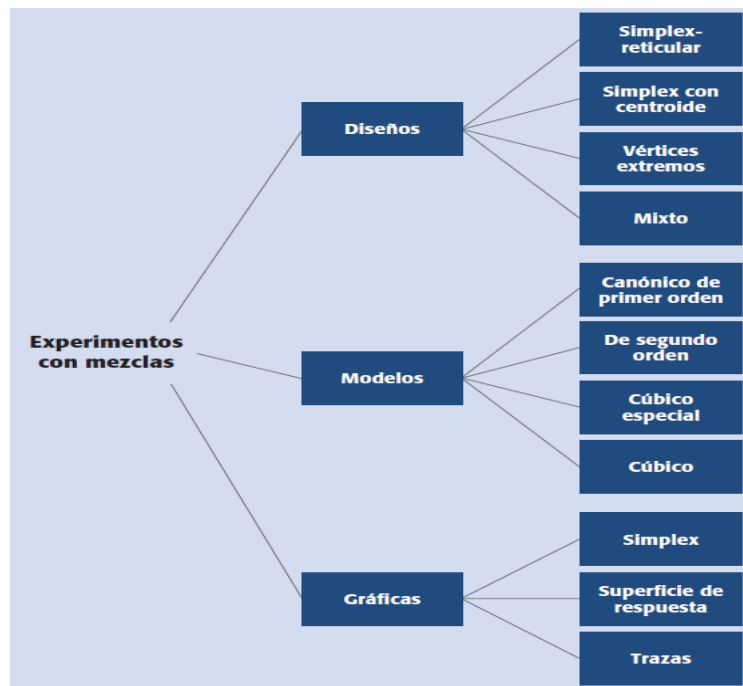 Experimentos
con mezclas
Diseños
Simplex-
reticular
Simplex con
centroide
Vértices
extremos
Mixto
Modelos
Canónico de
primer orden
De segundo
orden
Cúbico
especial
Cúbico
Gráficas
Simplex
Superficie de
respuesta
Trazas